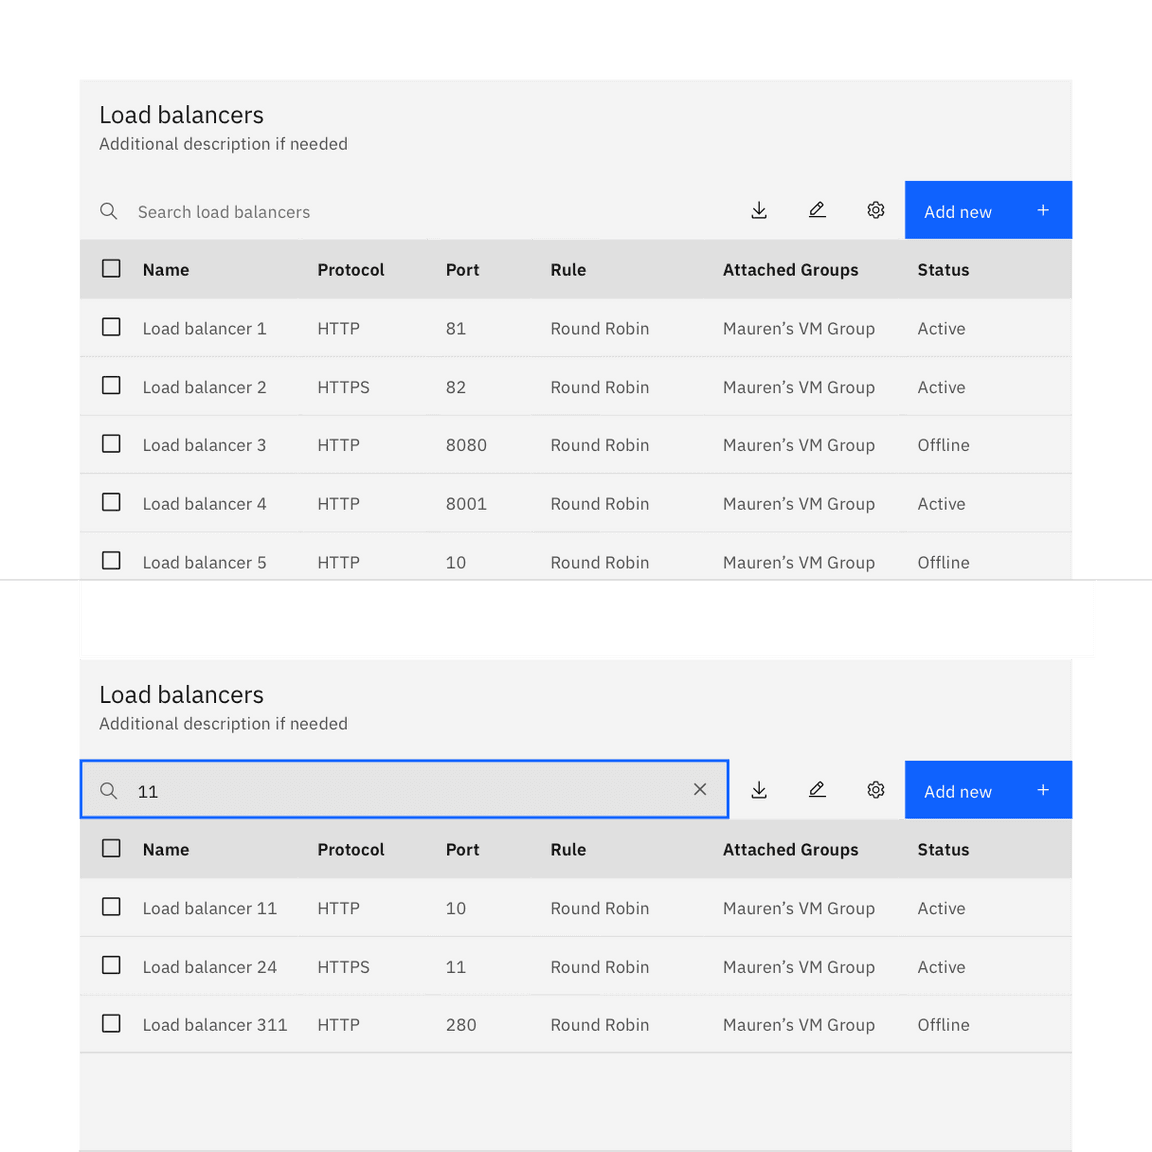 Load balancers
Additional description if needed
Search load balancers
Add new +
Name Protocol Port Rule Attached Groups Status
Load balancer 1 HTTP 81 Round Robin Mauren’s VM Group Active
Load balancer 2 HTTPS 82 Round Robin Mauren’s VM Group Active
Load balancer 3 HTTP 8080 Round Robin Mauren’s VM Group Offline
Load balancer 4 HTTP 8001 Round Robin Mauren’s VM Group Active
Load balancer 5 HTTP 10 Round Robin Mauren’s VM Group Offline
Load balancers
Additional description if needed
11
Add new +
Name Protocol Port Rule Attached Groups Status
Load balancer 11 HTTP 10 Round Robin Mauren’s VM Group Active
Load balancer 24 HTTPS 11 Round Robin Mauren’s VM Group Active
Load balancer 311 HTTP 280 Round Robin Mauren’s VM Group Offline